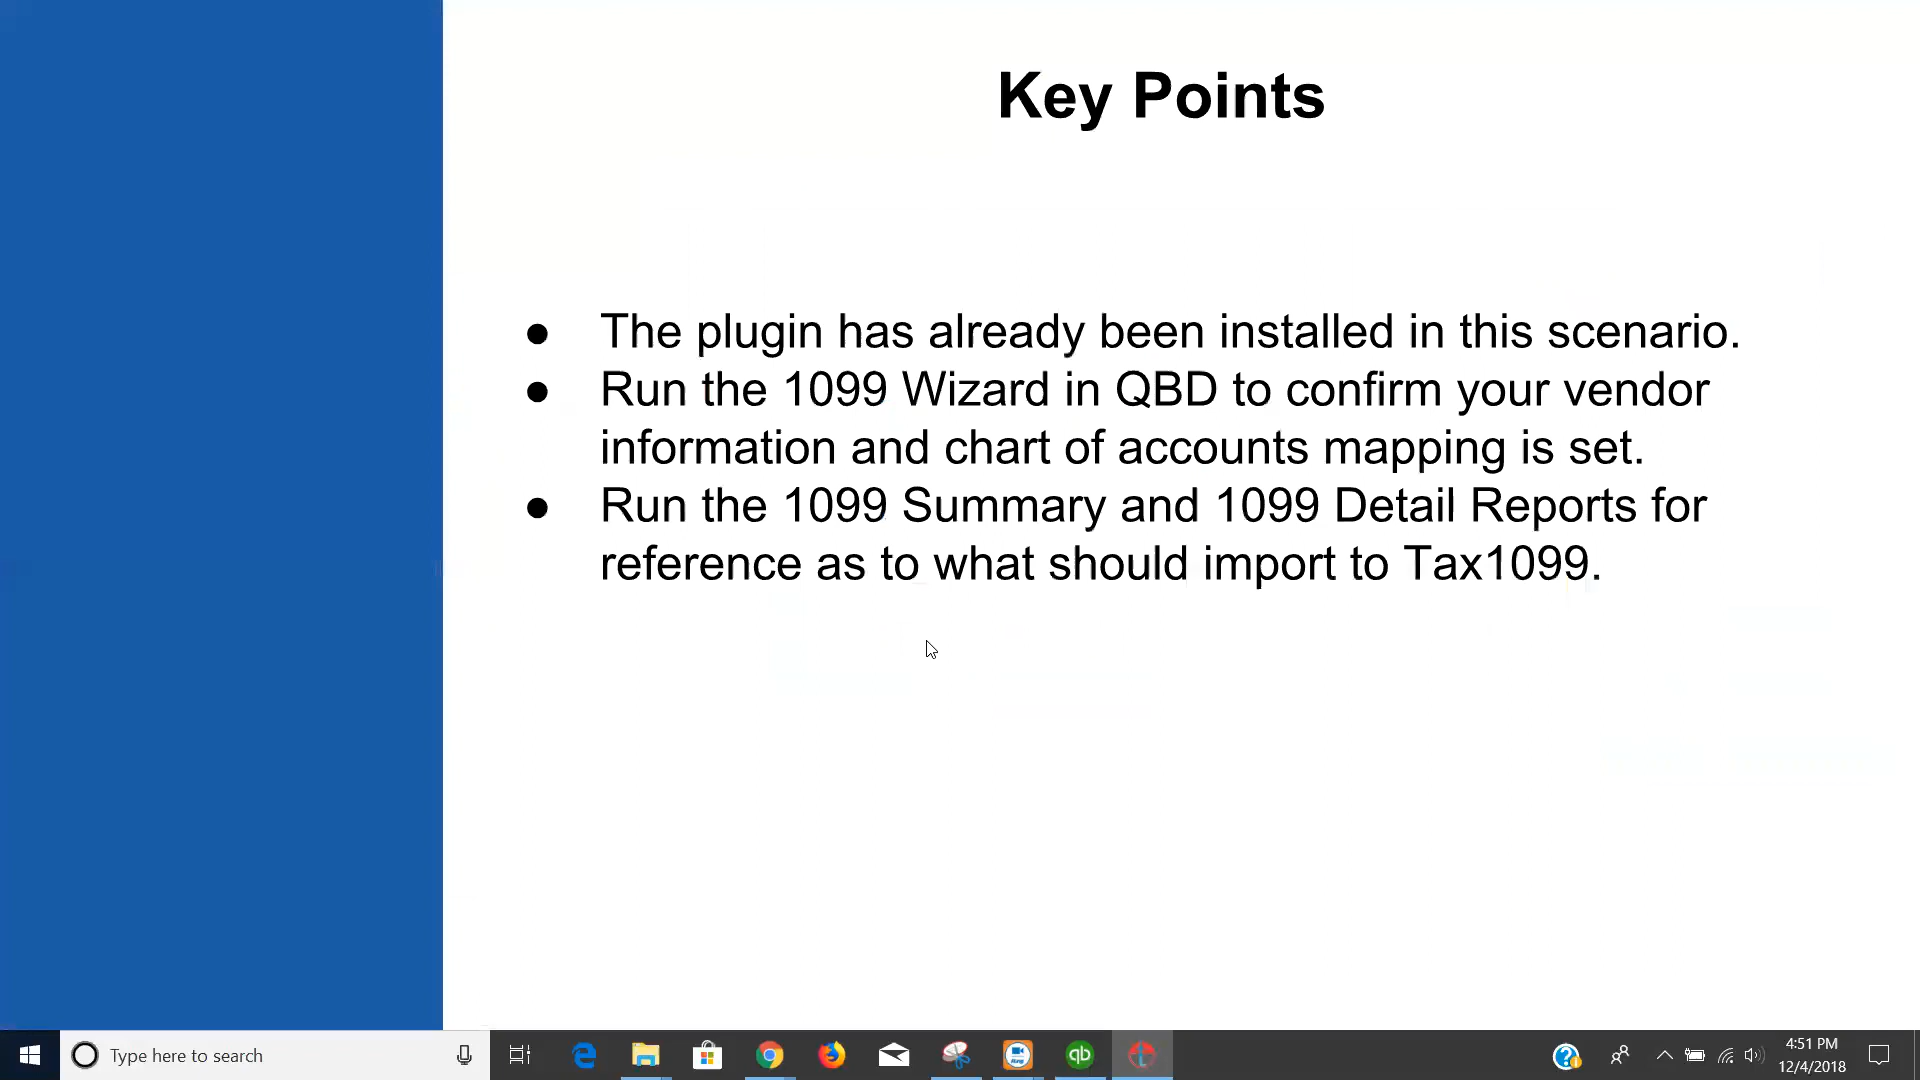 Key Points
● The plugin has already been installed in this scenario.
● Run the 1099 Wizard in QBD to confirm your vendor
information and chart of accounts mapping is set.
● Run the 1099 Summary and 1099 Detail Reports for
reference as to what should import to Tax1099.
Type here to search
qb
4:51 PM
12/4/2018